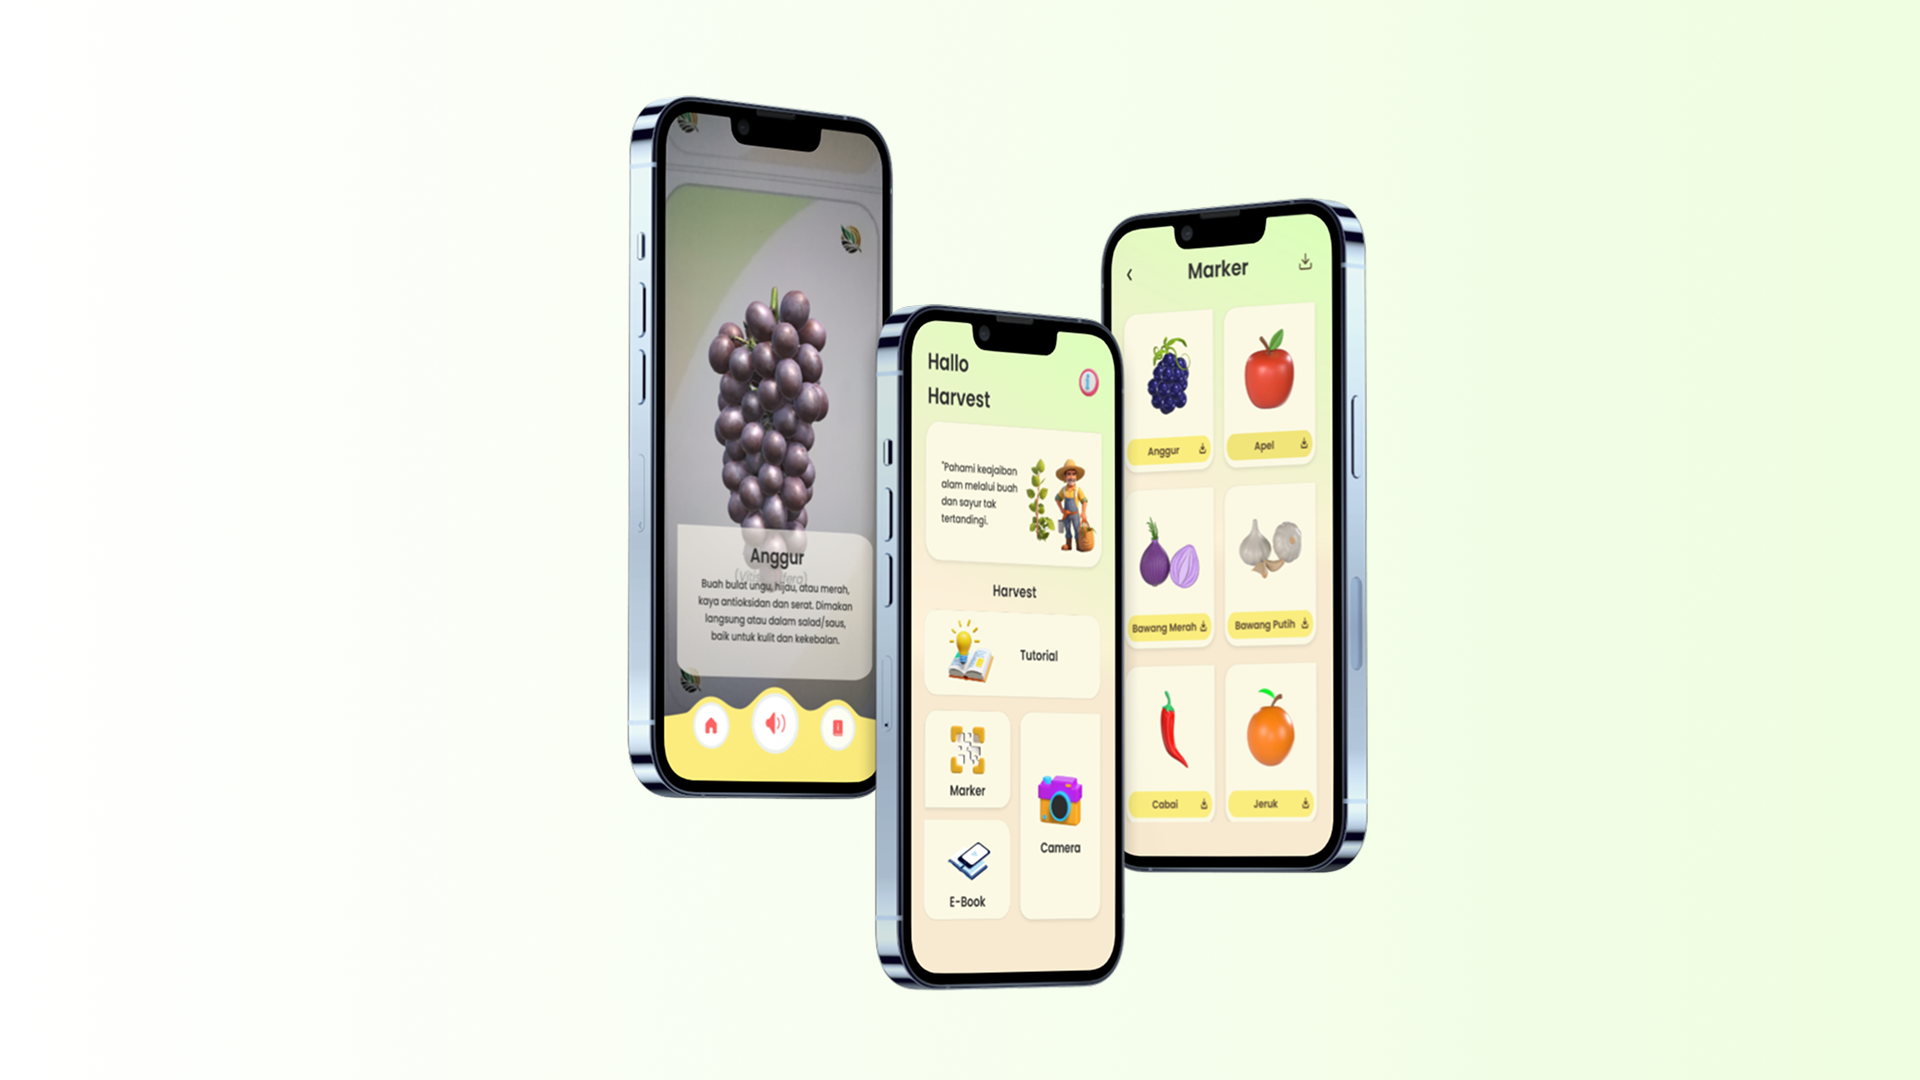 Anggur
Buah bulat ungu, hijau, atau merah,
kaya antioksidan dan serat. Dimakan
langsung atau dalam salad/saus,
baik untuk kulit dan kekebalan.
Hallo
Harvest
"Pahami keajaiban
alam melalui buah
dan sayur tak
tertandingi.
Harvest
Tutorial
Marker
Camera
E-Book
Marker
Anggur
Apel
Bawang Merah
Bawang Putih
Cabai
Jeruk